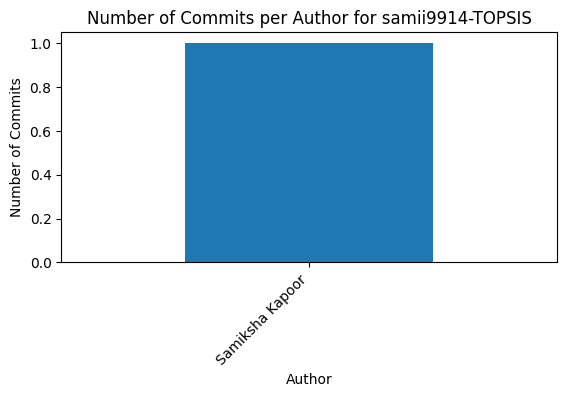 Number of Commits per Author for samii9914-TOPSIS
Number of Commits
1.0
0.8
0.6
0.4
0.2
0.0
Samiksha Kapoor
Author